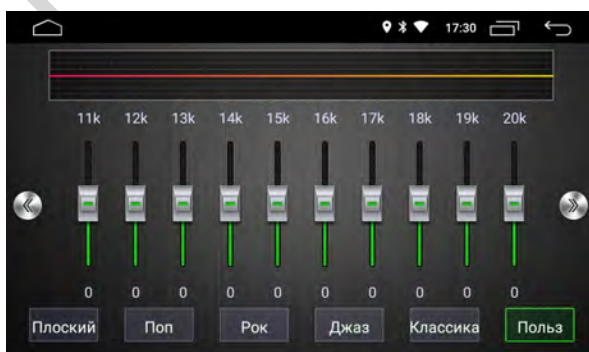 17:30
11k 12k 13k 14k 15k 16k 17k 18k 19k 20k
0 0 0 0 0 0 0 0 0 0
Плоский Поп Рок Джаз Классика Польз